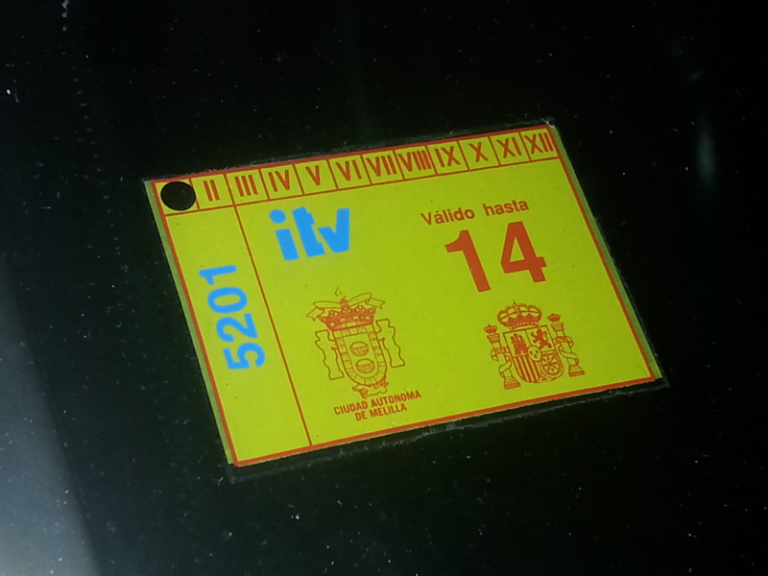 II III IV V VI VII VIII IX X XI XII
itv
Válido hasta
14
5201
CIUDAD AUTONOMA
DE MELILLA